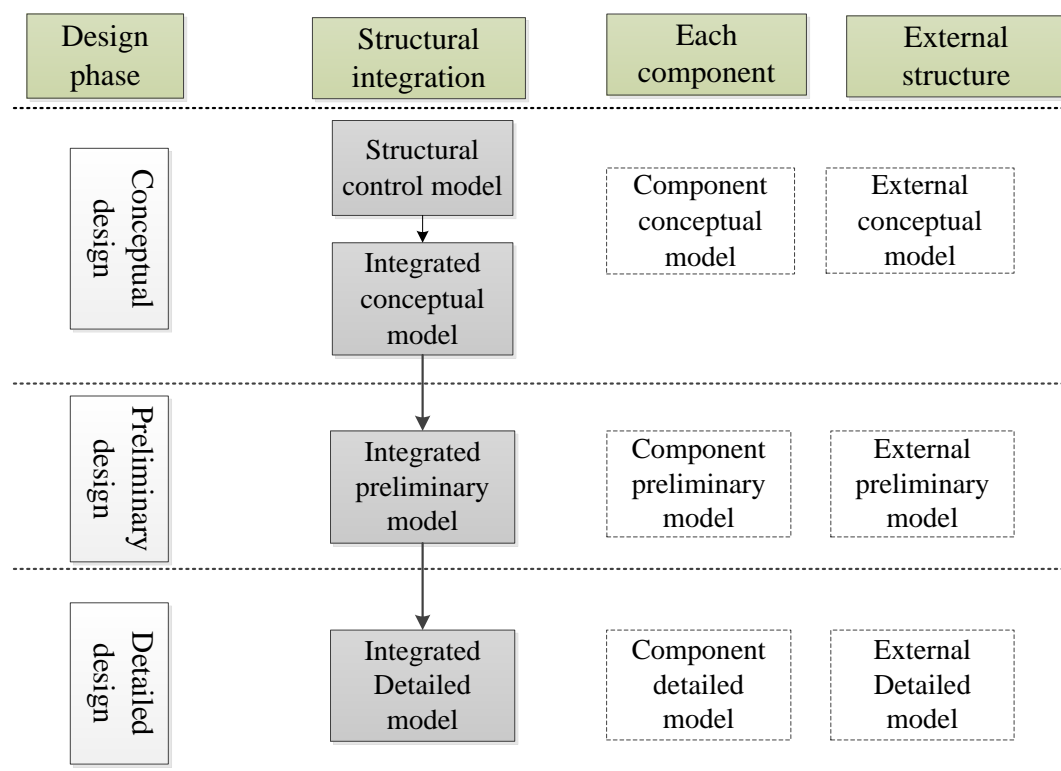 Design
phase
Structural
integration
Each
component
External
structure
Conceptual
design
Structural
control model
Integrated
conceptual
model
Component
conceptual
model
External
conceptual
model
Preliminary
design
Integrated
preliminary
model
Component
preliminary
model
External
preliminary
model
Detailed
design
Integrated
Detailed
model
Component
detailed
model
External
Detailed
model